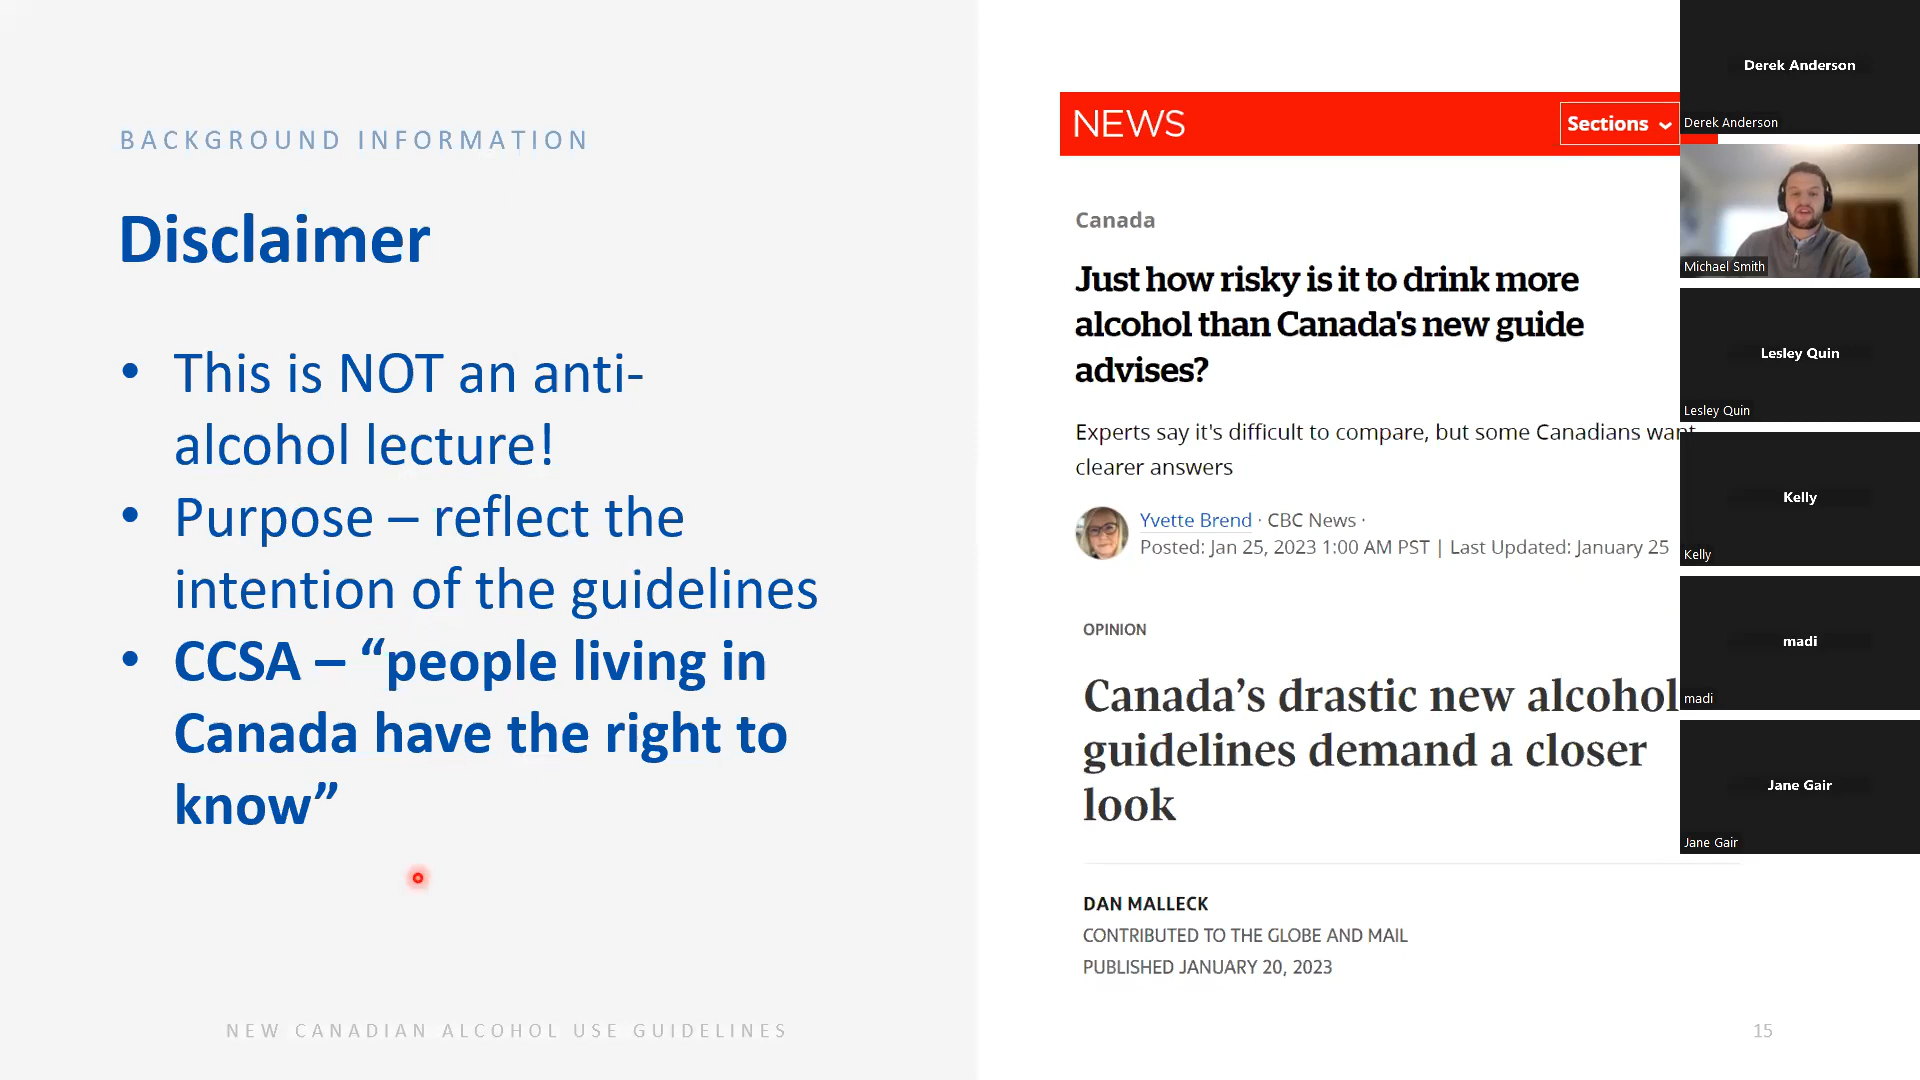 BACKGROUND INFORMATION
Disclaimer
• This is NOT an anti-
alcohol lecture!
• Purpose – reflect the
intention of the guidelines
• CCSA – “people living in
Canada have the right to
know”
NEW CANADIAN ALCOHOL USE GUIDELINES
NEWS
Sections
Canada
Just how risky is it to drink more
alcohol than Canada's new guide
advises?
Experts say it's difficult to compare, but some Canadians want
clearer answers
Yvette Brend · CBC News ·
Posted: Jan 25, 2023 1:00 AM PST | Last Updated: January 25
OPINION
Canada’s drastic new alcohol
guidelines demand a closer
look
DAN MALLECK
CONTRIBUTED TO THE GLOBE AND MAIL
PUBLISHED JANUARY 20, 2023
15
Derek Anderson
Derek Anderson
Michael Smith
Lesley Quin
Lesley Quin
Kelly
Kelly
madi
madi
Jane Gair
Jane Gair